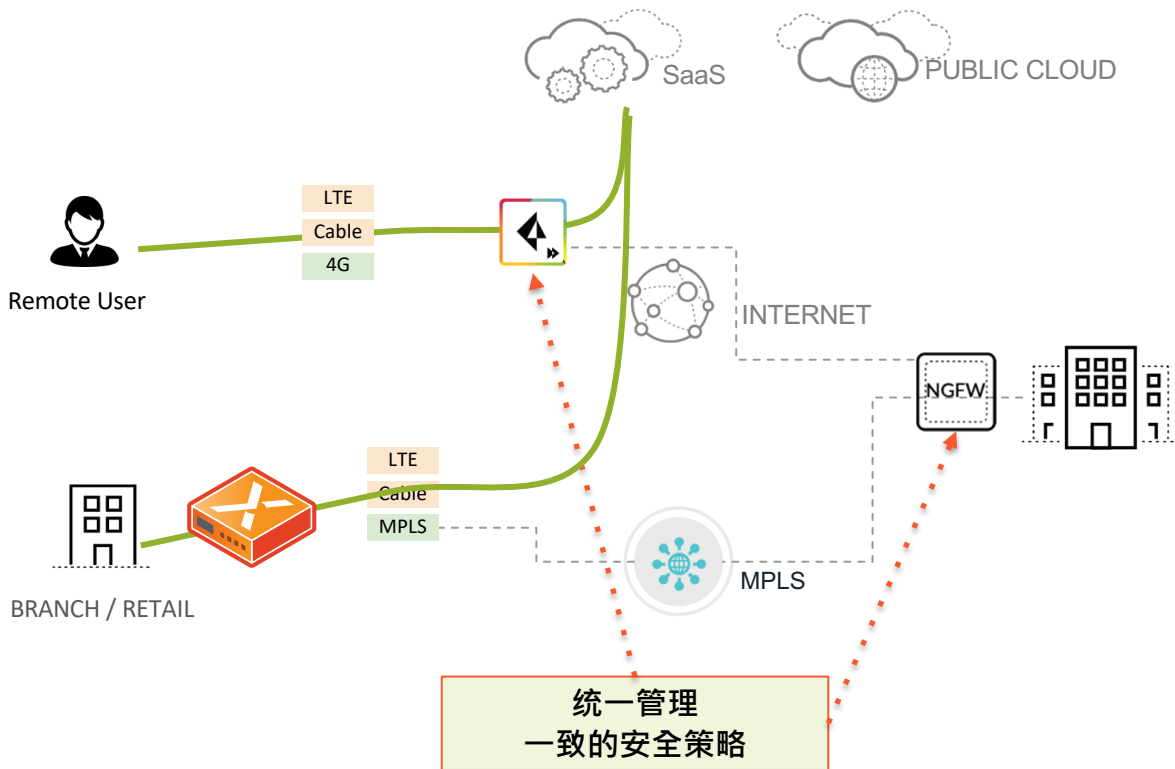 SaaS
PUBLIC CLOUD
LTE
Cable
4G
Remote User
INTERNET
NGFW
LTE
Cable
MPLS
MPLS
BRANCH / RETAIL
统一管理
一致的安全策略